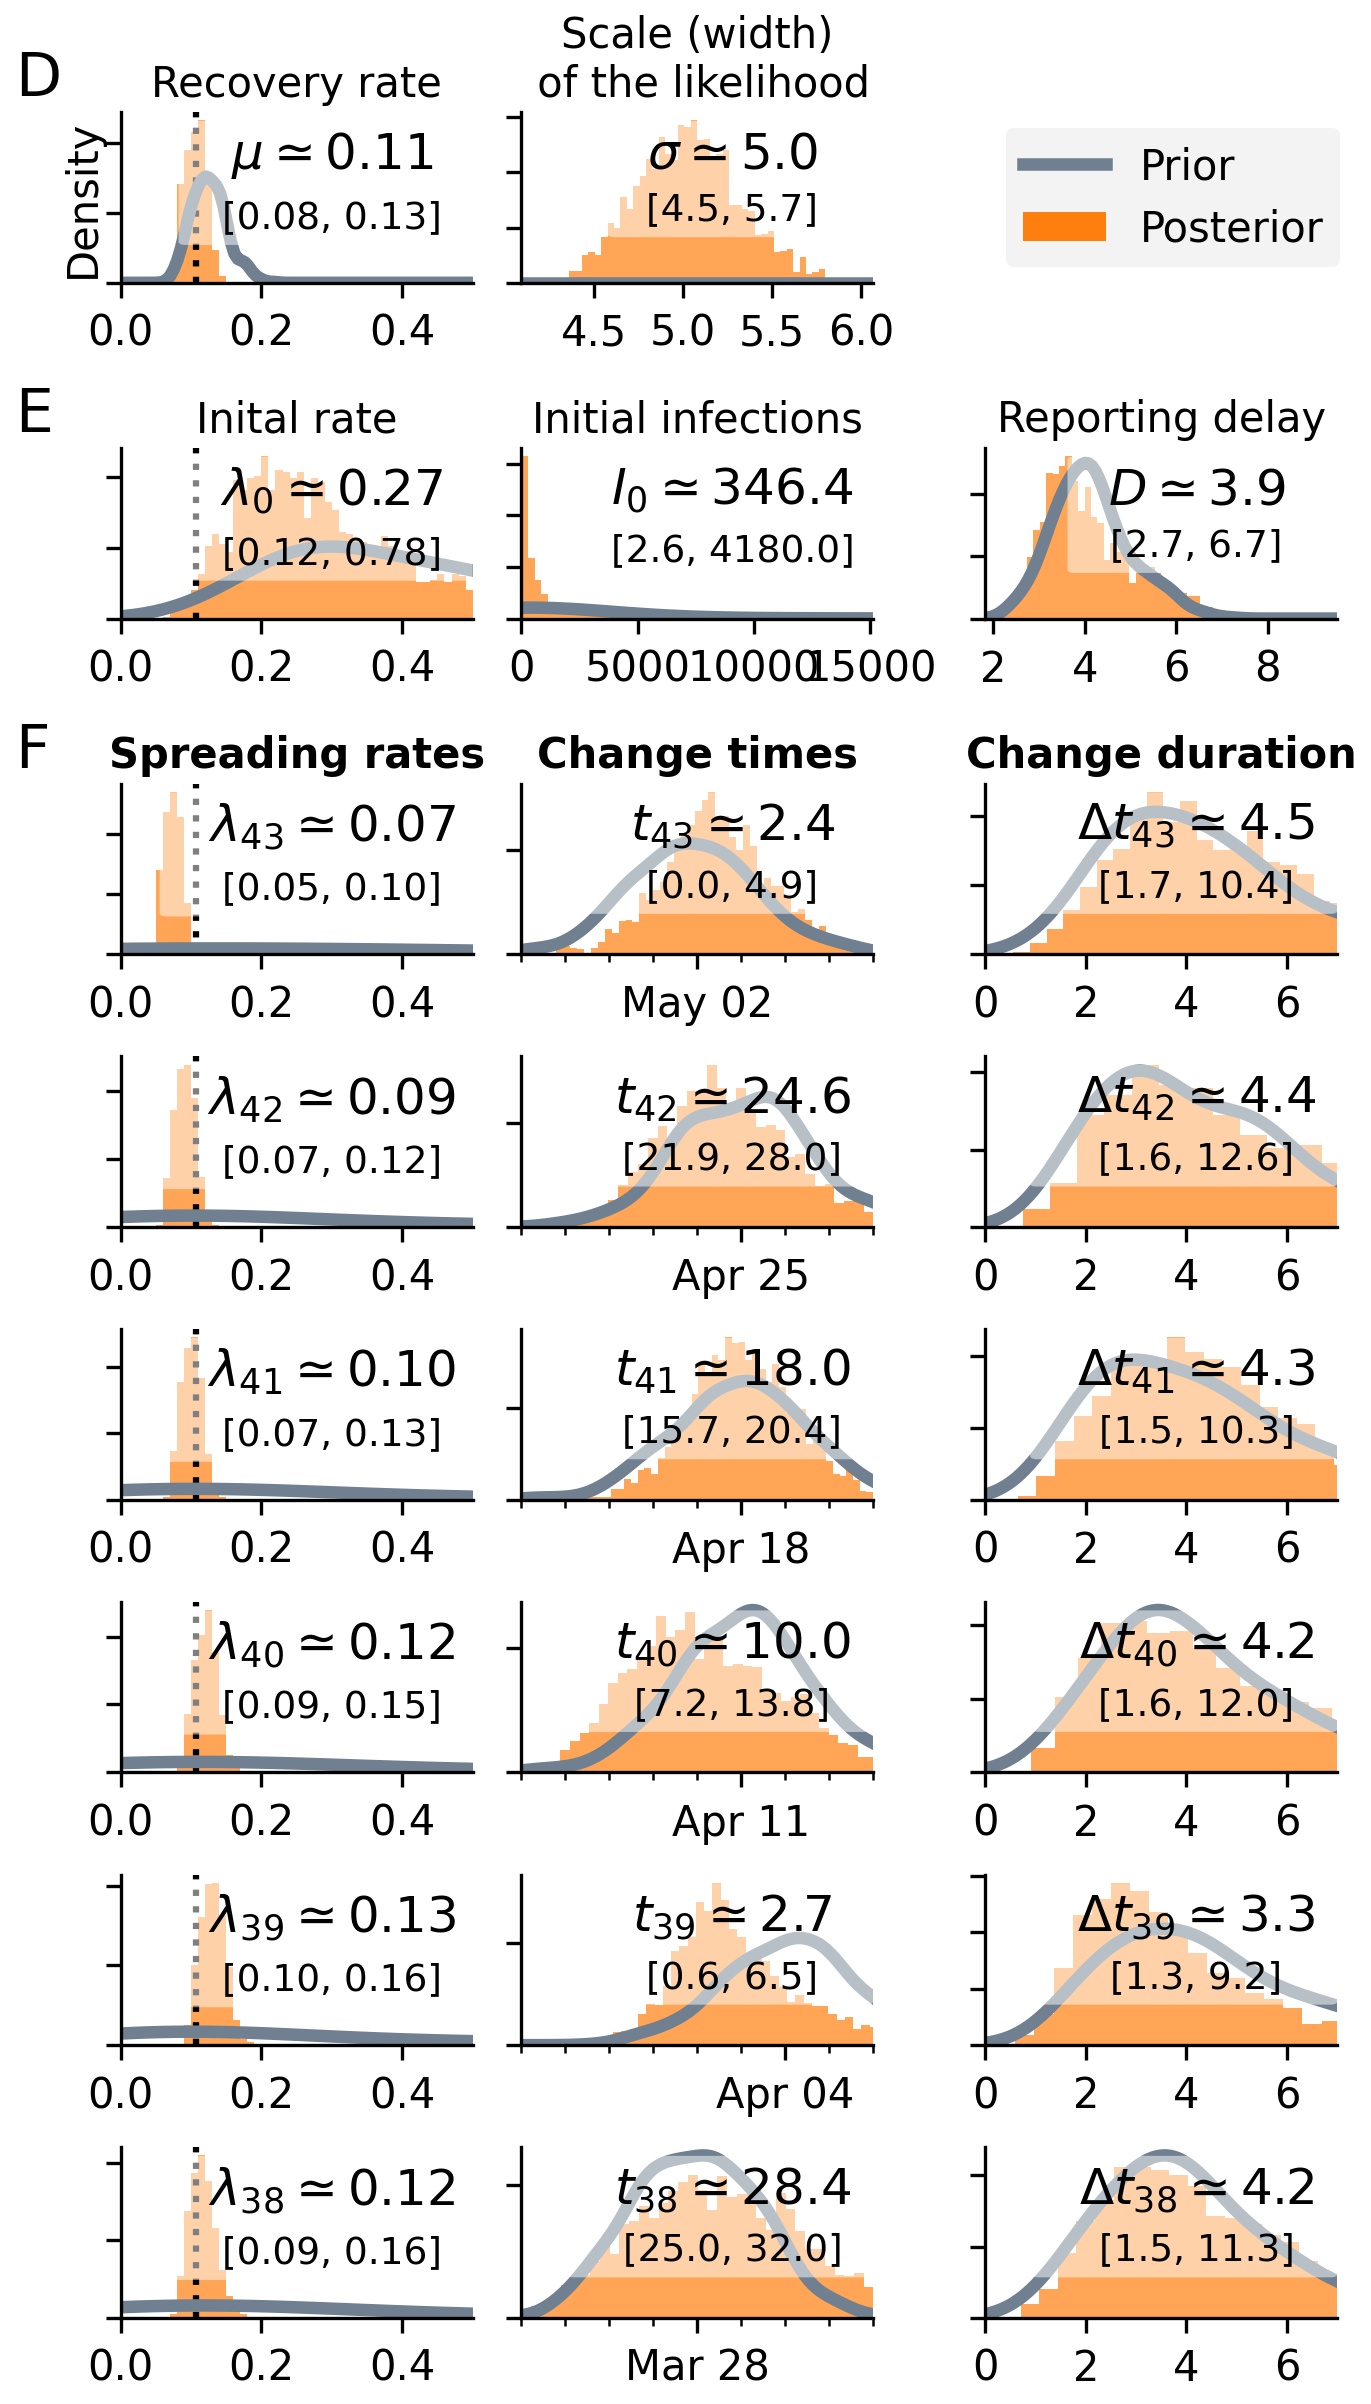 D
Recovery rate
Scale (width)
of the likelihood
Density
μ ≃ 0.11
[0.08, 0.13]
σ ≃ 5.0
[4.5, 5.7]
Prior
Posterior
0.0 0.2 0.4
4.5 5.0 5.5 6.0
E
Inital rate
Initial infections
Reporting delay
λ0 ≃ 0.27
[0.12, 0.78]
I0 ≃ 346.4
[2.6, 4180.0]
D ≃ 3.9
[2.7, 6.7]
0.0 0.2 0.4
0 5000 10000 15000
2 4 6 8
F
Spreading rates
Change times
Change duration
λ43 ≃ 0.07
[0.05, 0.10]
t43 ≃ 2.4
[0.0, 4.9]
Δt43 ≃ 4.5
[1.7, 10.4]
0.0 0.2 0.4
May 02
0 2 4 6
λ42 ≃ 0.09
[0.07, 0.12]
t42 ≃ 24.6
[21.9, 28.0]
Δt42 ≃ 4.4
[1.6, 12.6]
0.0 0.2 0.4
Apr 25
0 2 4 6
λ41 ≃ 0.10
[0.07, 0.13]
t41 ≃ 18.0
[15.7, 20.4]
Δt41 ≃ 4.3
[1.5, 10.3]
0.0 0.2 0.4
Apr 18
0 2 4 6
λ40 ≃ 0.12
[0.09, 0.15]
t40 ≃ 10.0
[7.2, 13.8]
Δt40 ≃ 4.2
[1.6, 12.0]
0.0 0.2 0.4
Apr 11
0 2 4 6
λ39 ≃ 0.13
[0.10, 0.16]
t39 ≃ 2.7
[0.6, 6.5]
Δt39 ≃ 3.3
[1.3, 9.2]
0.0 0.2 0.4
Apr 04
0 2 4 6
λ38 ≃ 0.12
[0.09, 0.16]
t38 ≃ 28.4
[25.0, 32.0]
Δt38 ≃ 4.2
[1.5, 11.3]
0.0 0.2 0.4
Mar 28
0 2 4 6